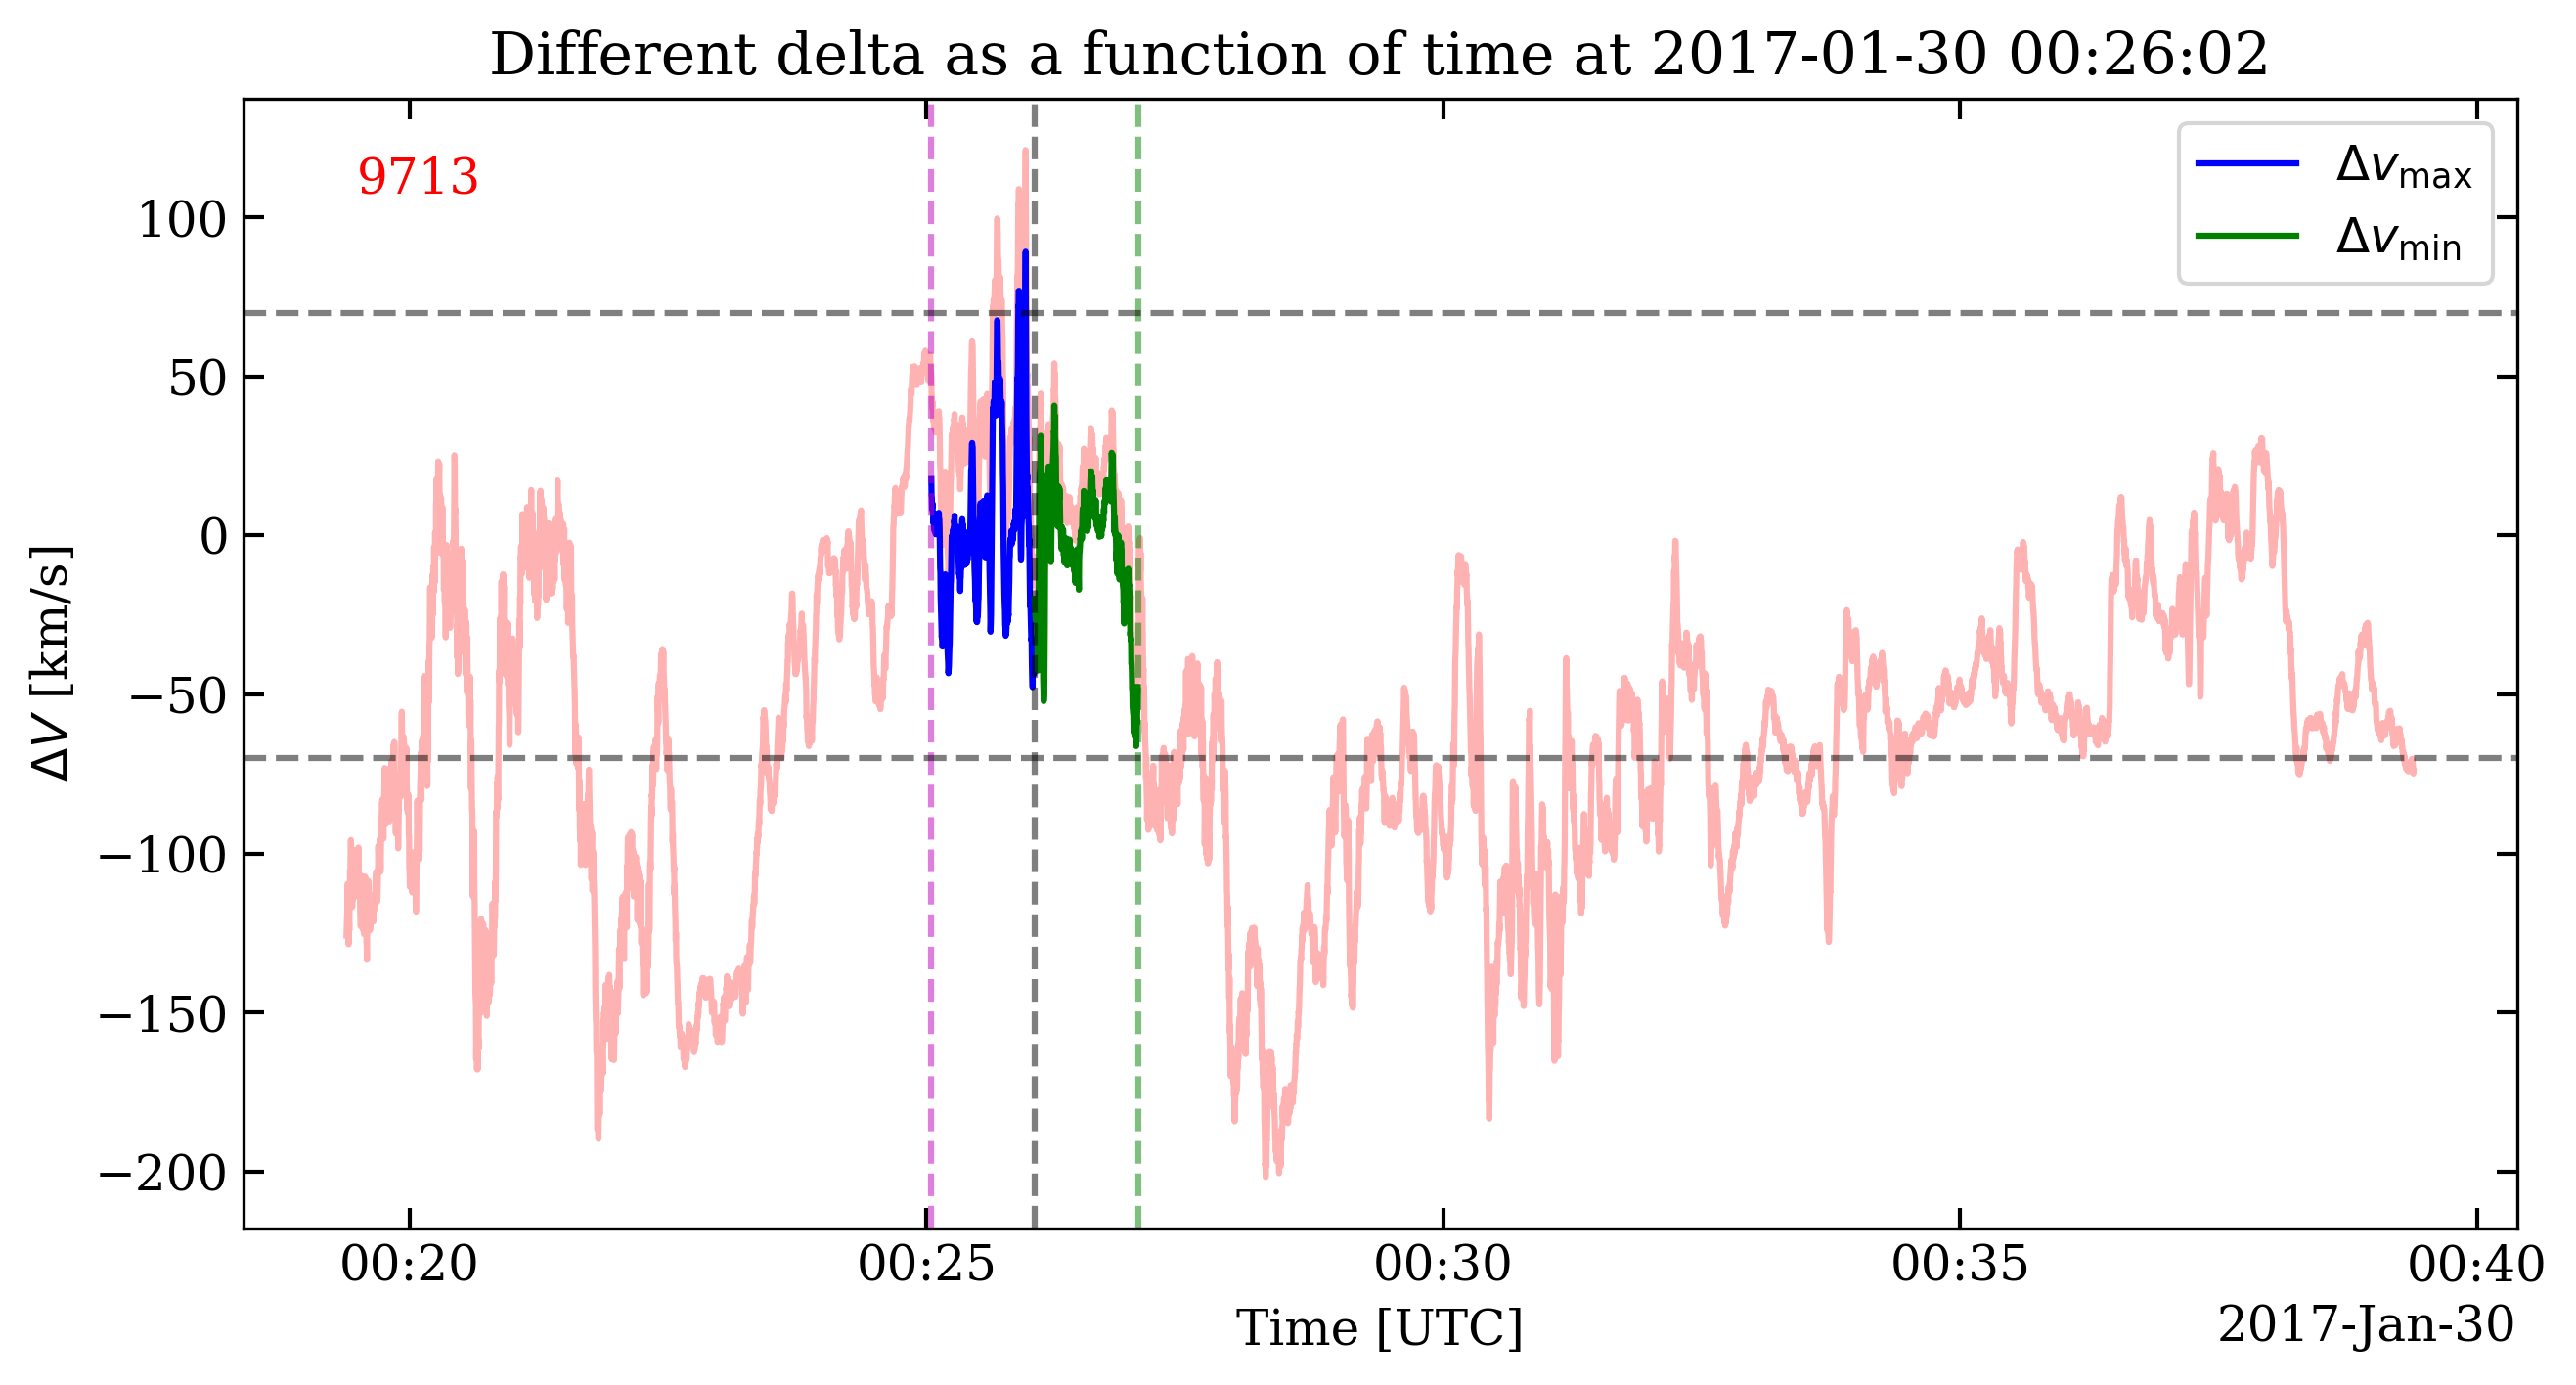 Different delta as a function of time at 2017-01-30 00:26:02
9713
Δv_max
Δv_min
ΔV [km/s]
100
50
0
−50
−100
−150
−200
00:20 00:25 00:30 00:35 00:40
Time [UTC]
2017-Jan-30